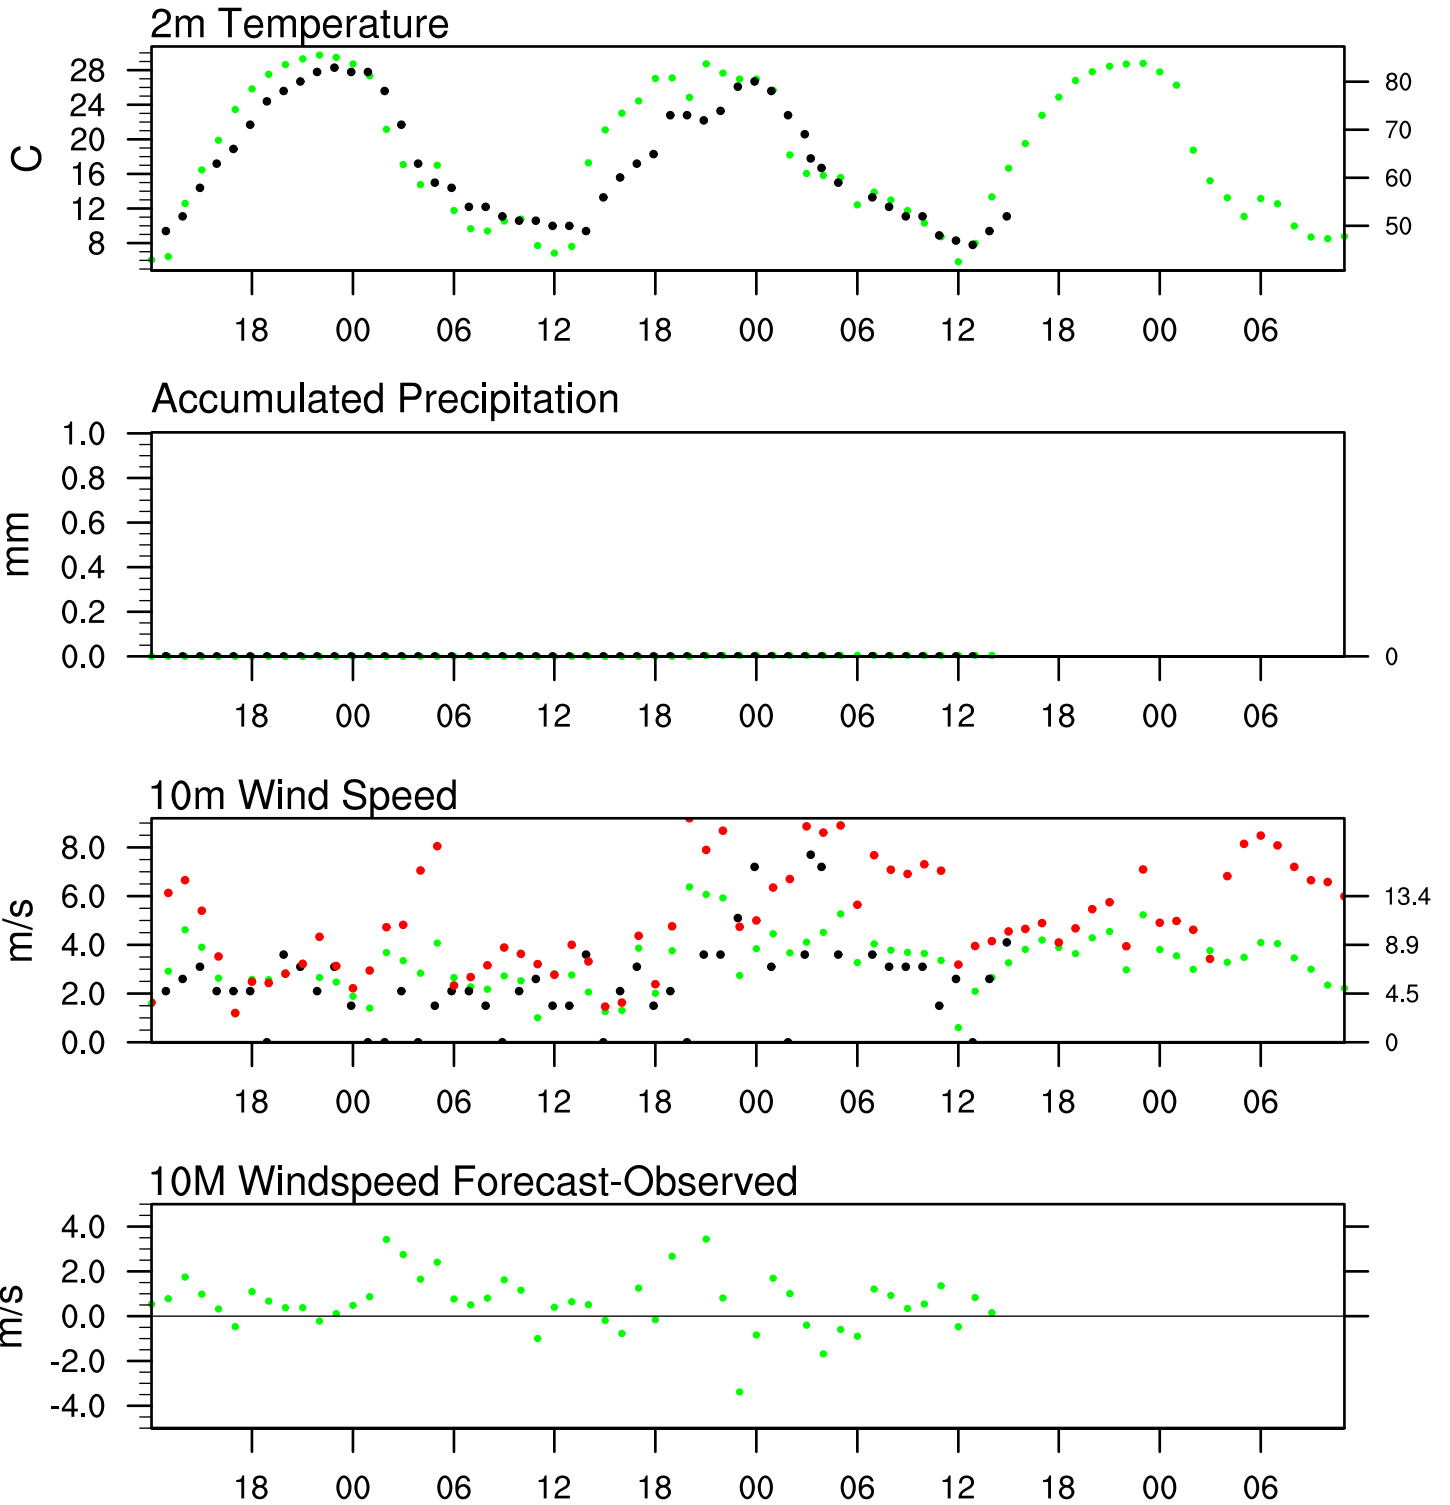 2m Temperature
28
24
20
16
12
8
C
80
70
60
50
18 00 06 12 18 00 06 12 18 00 06
Accumulated Precipitation
1.0
0.8
0.6
0.4
0.2
0.0
mm
0
18 00 06 12 18 00 06 12 18 00 06
10m Wind Speed
8.0
6.0
4.0
2.0
0.0
m/s
13.4
8.9
4.5
0
18 00 06 12 18 00 06 12 18 00 06
10M Windspeed Forecast-Observed
4.0
2.0
0.0
-2.0
-4.0
m/s
18 00 06 12 18 00 06 12 18 00 06